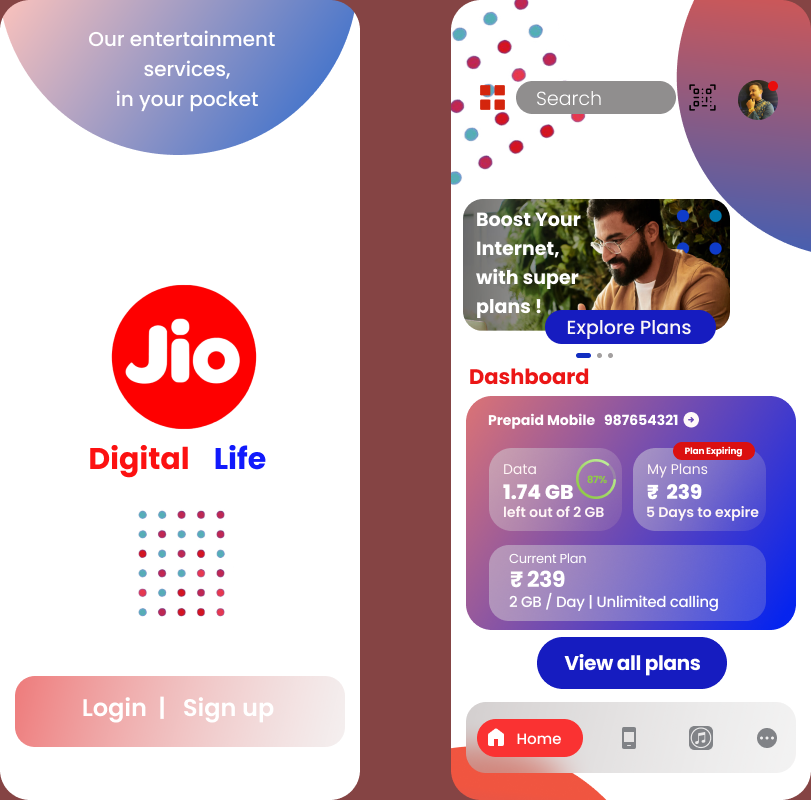 Our entertainment
services,
in your pocket
Jio
Digital Life
Login | Sign up
Search
Boost Your
Internet,
with super
plans !
Explore Plans
Dashboard
Prepaid Mobile 987654321
Plan Expiring
Data
1.74 GB
left out of 2 GB
87%
My Plans
₹ 239
5 Days to expire
Current Plan
₹ 239
2 GB / Day | Unlimited calling
View all plans
Home